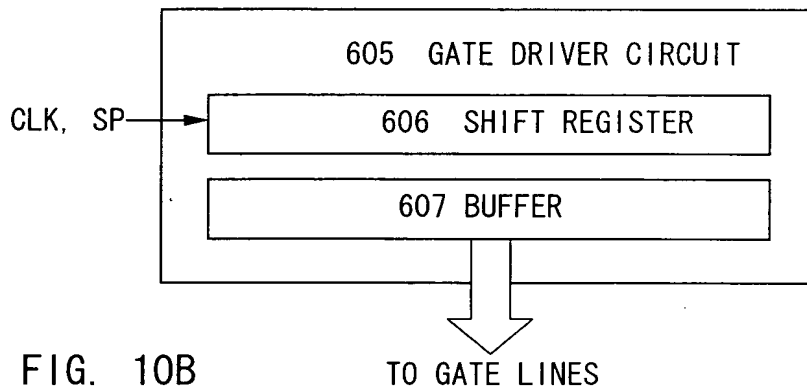 605 GATE DRIVER CIRCUIT
CLK, SP
606 SHIFT REGISTER
607 BUFFER
FIG. 10B
TO GATE LINES